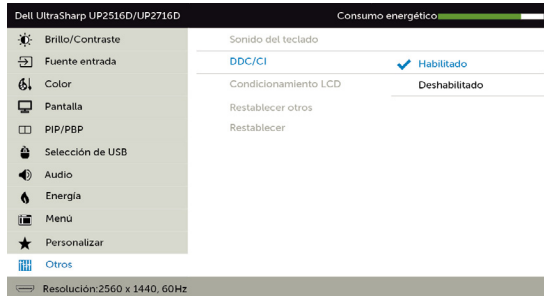 Dell UltraSharp UP2516D/UP2716D
Consumo energético
Brillo/Contraste
Fuente entrada
Color
Pantalla
PIP/PBP
Selección de USB
Audio
Energía
Menú
Personalizar
Otros
Sonido del teclado
DDC/CI
Condicionamiento LCD
Restablecer otros
Restablecer
Habilitado
Deshabilitado
Resolución:2560 x 1440, 60Hz